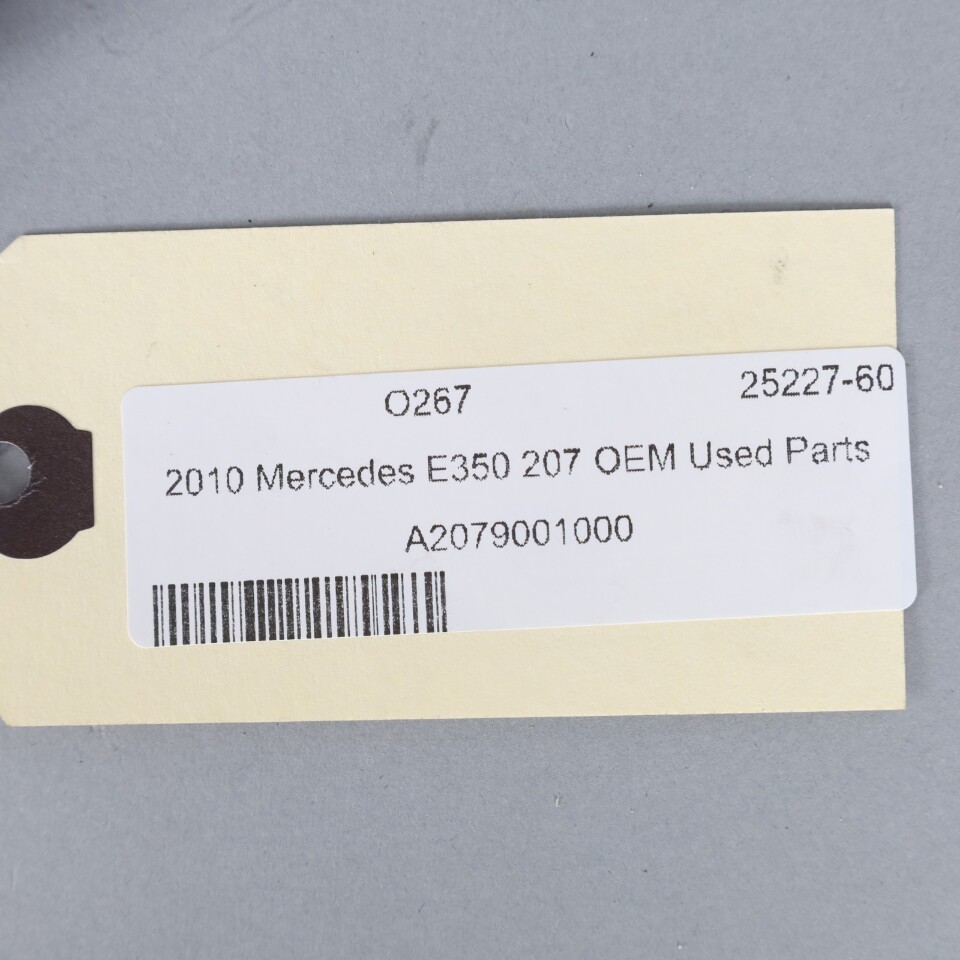 O267 25227-60
2010 Mercedes E350 207 OEM Used Parts
A2079001000